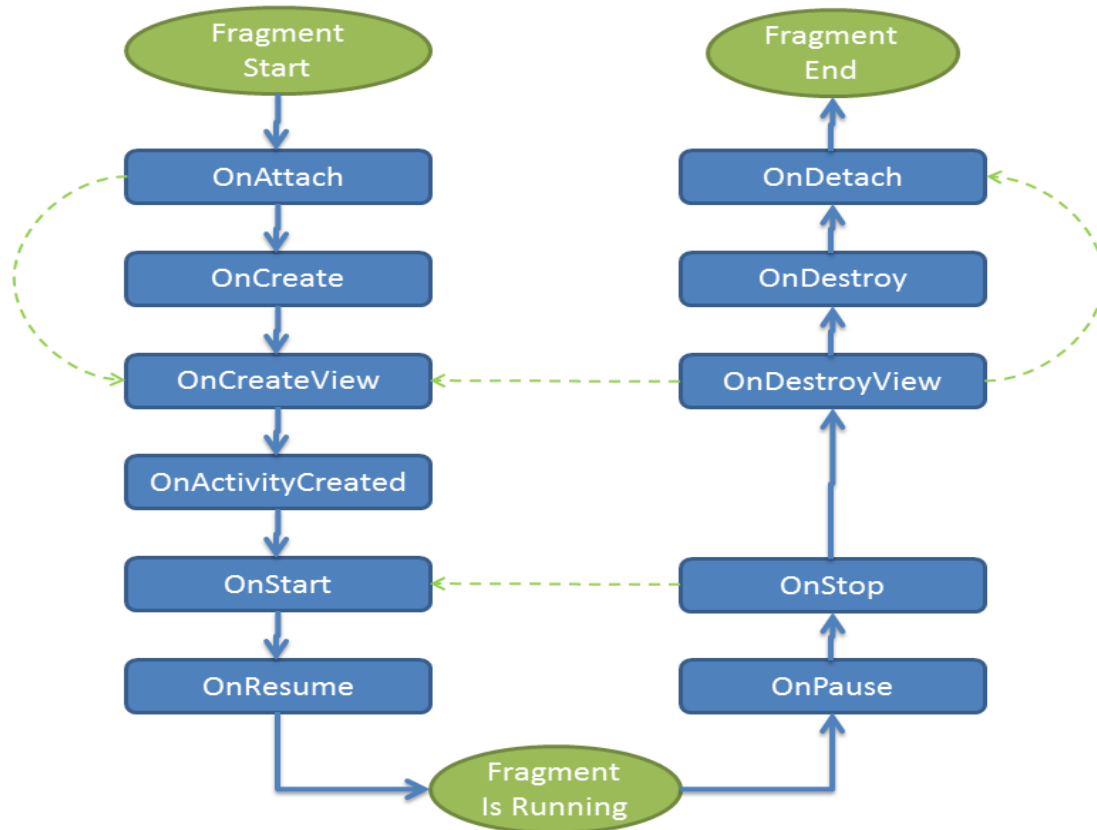 Fragment
Start
OnAttach
OnCreate
OnCreateView
OnActivityCreated
OnStart
OnResume
Fragment
Is Running
OnPause
OnStop
OnDestroyView
OnDestroy
OnDetach
Fragment
End